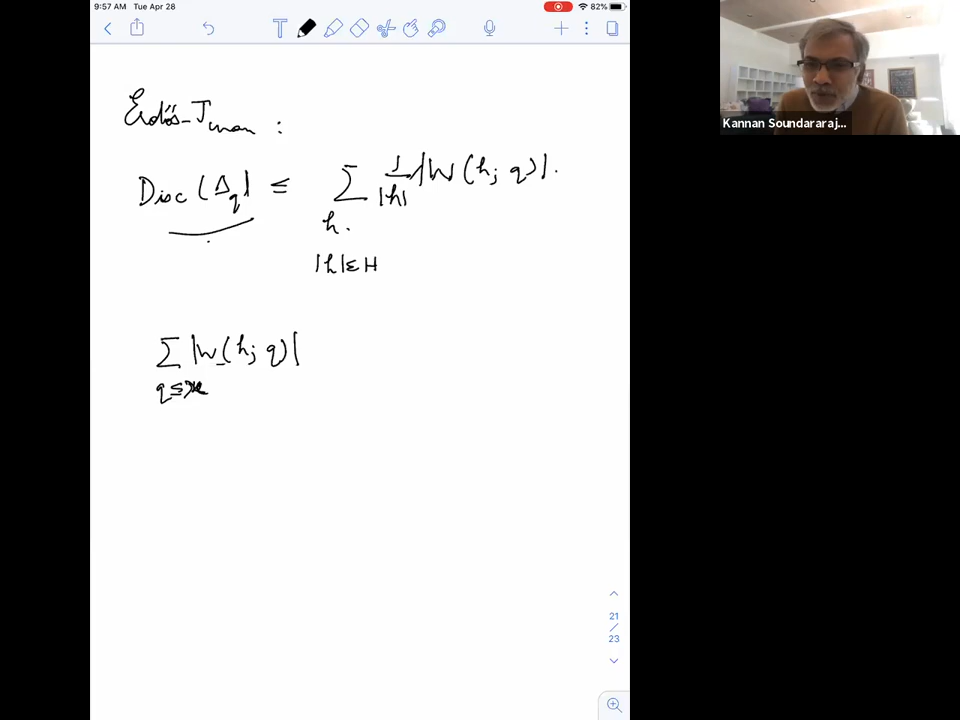 9:57 AM Tue Apr 28
82%
Erdős-Turan :
Disc (Δ_q) ≤ ∑ 1/|h| |W (h; q)|.
h.
|h|≤H
∑ |W(h; q)|
q≤x
Kannan Soundararaj...
21
/
23